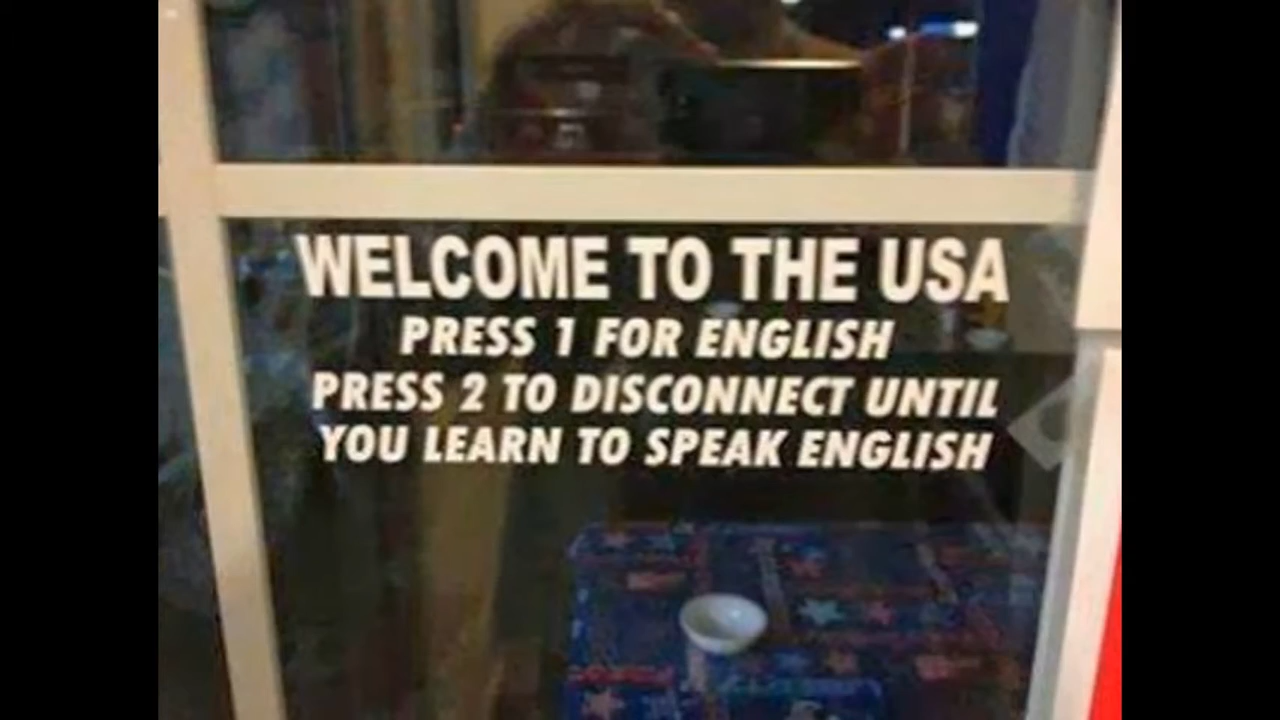 WELCOME TO THE USA
PRESS 1 FOR ENGLISH
PRESS 2 TO DISCONNECT UNTIL
YOU LEARN TO SPEAK ENGLISH